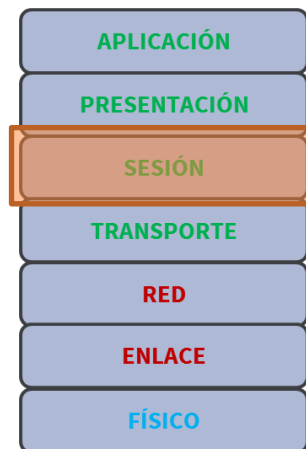 APLICACIÓN
PRESENTACIÓN
SESIÓN
TRANSPORTE
RED
ENLACE
FÍSICO